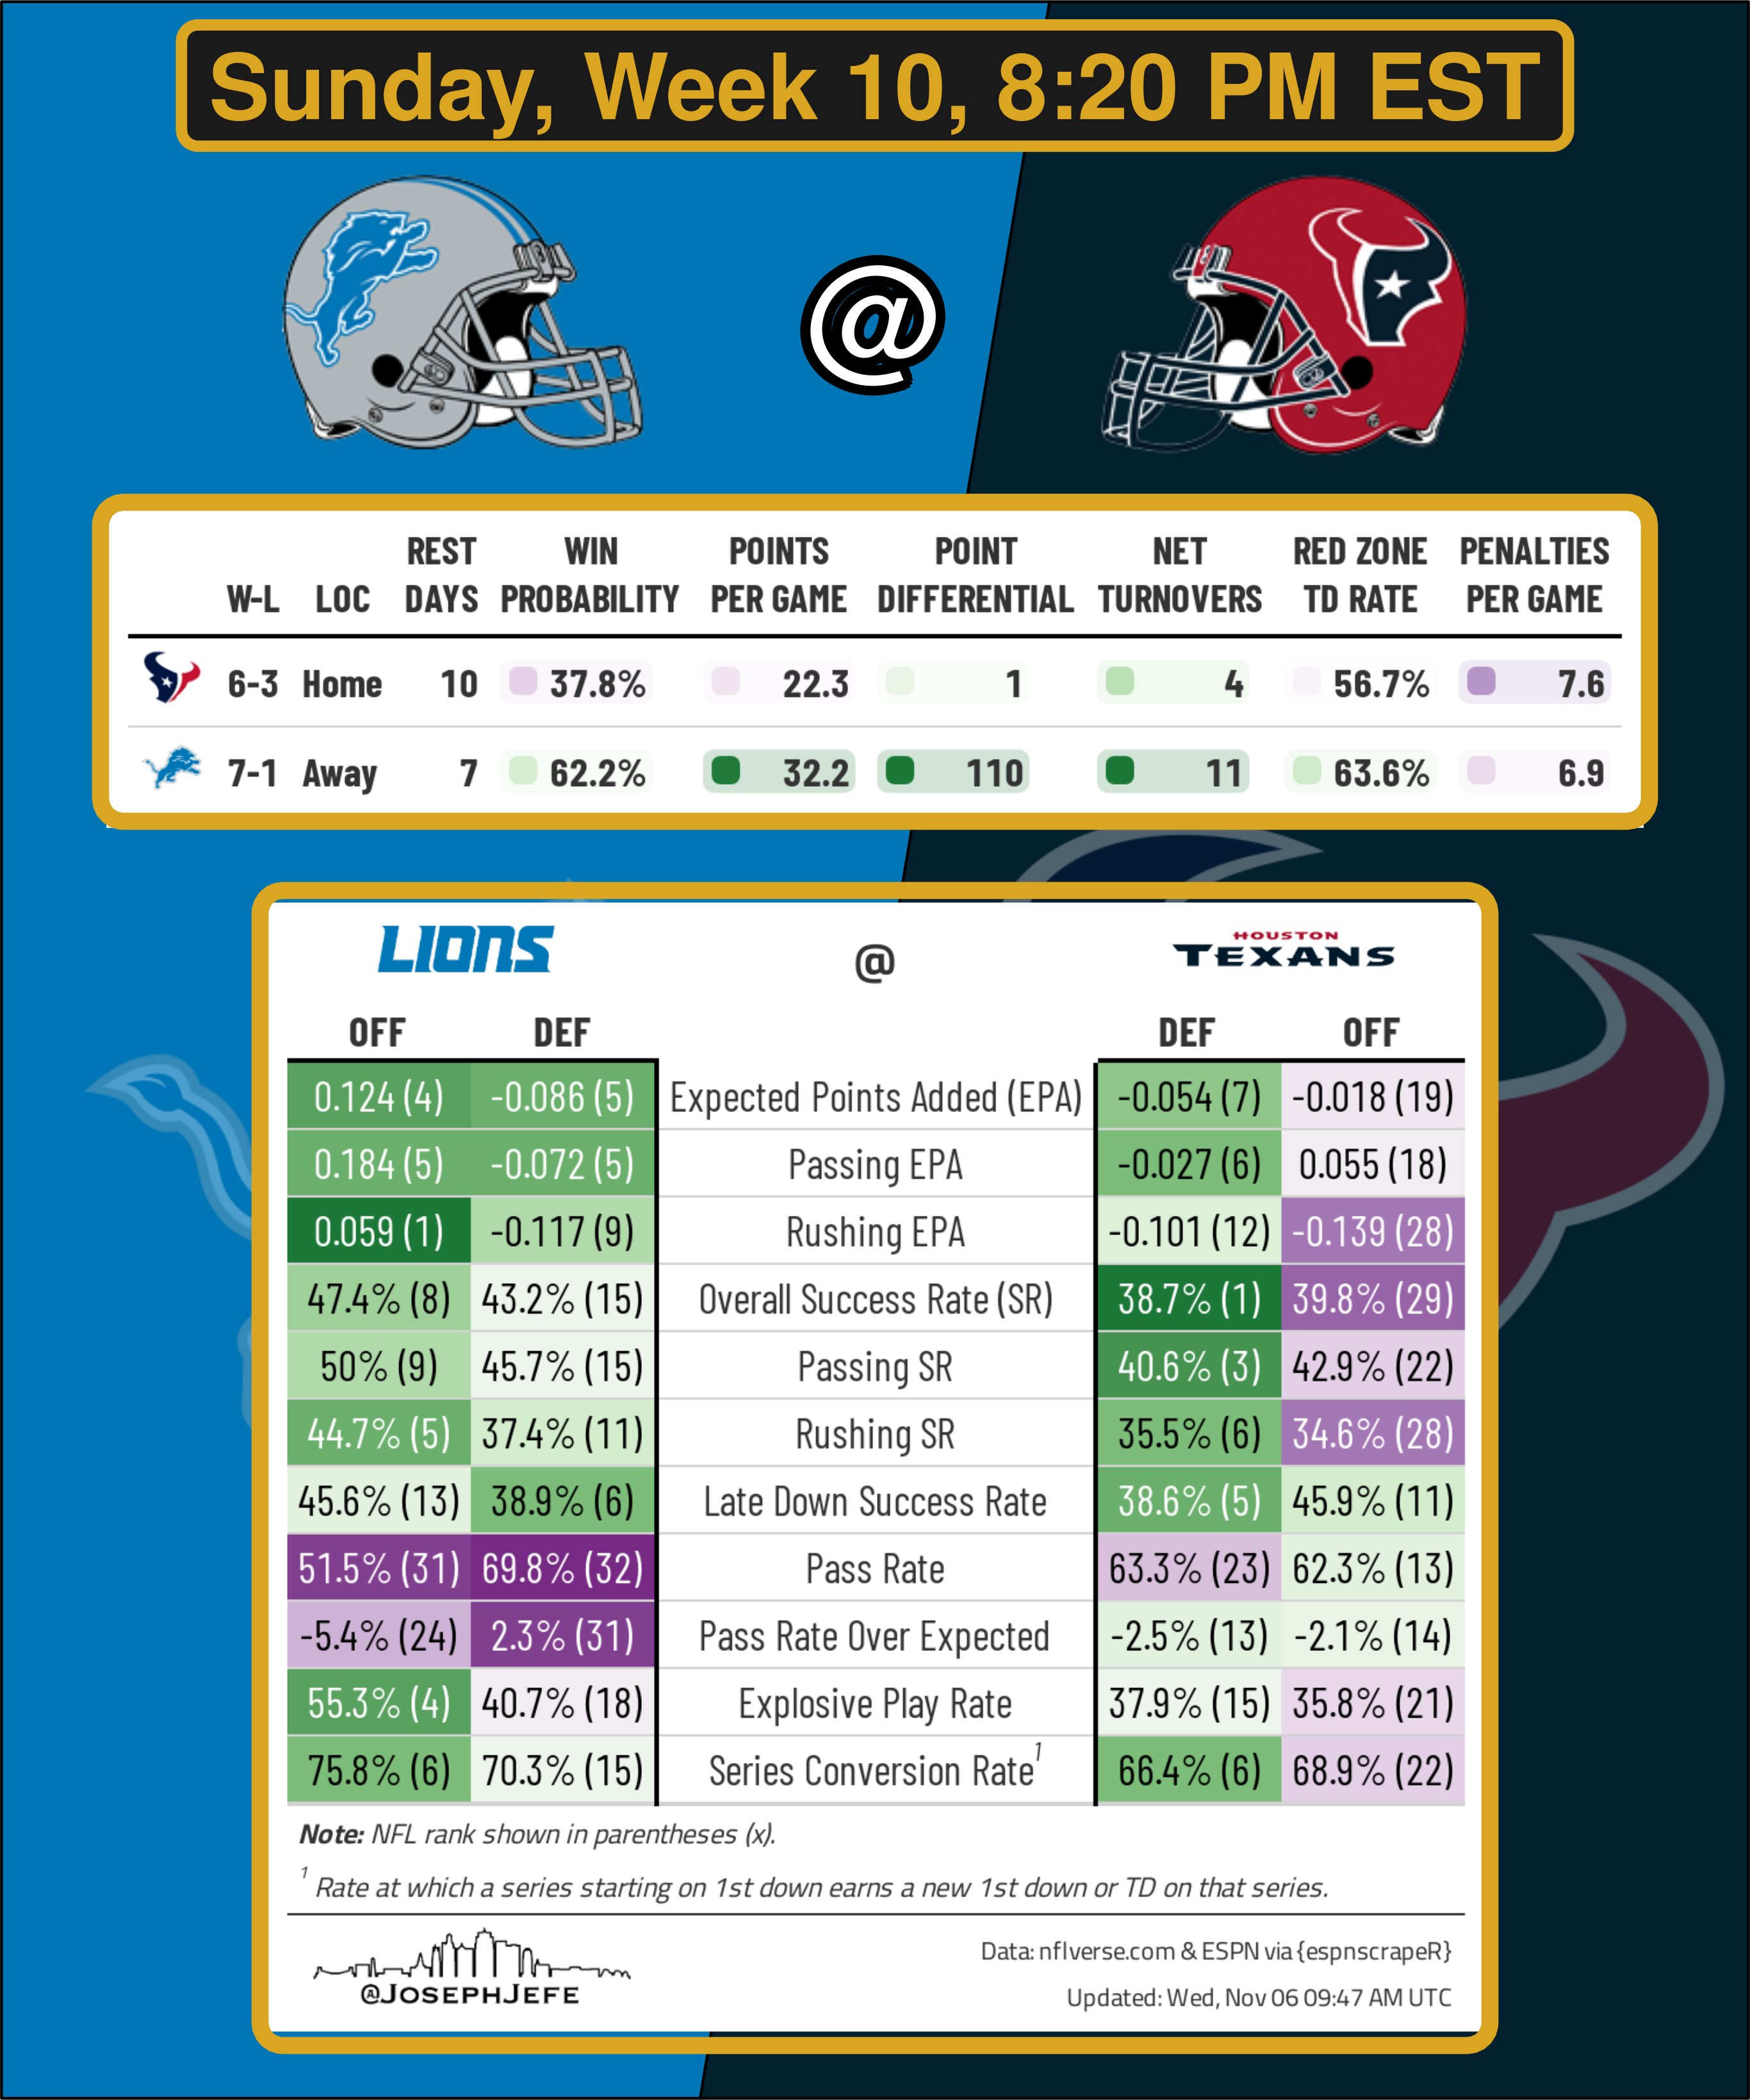 Sunday, Week 10, 8:20 PM EST
@
W-L LOC REST DAYS WIN PROBABILITY POINTS PER GAME POINT DIFFERENTIAL NET TURNOVERS RED ZONE TD RATE PENALTIES PER GAME
6-3 Home 10 37.8% 22.3 1 4 56.7% 7.6
7-1 Away 7 62.2% 32.2 110 11 63.6% 6.9
LIONS @ HOUSTON TEXANS
OFF DEF DEF OFF
0.124 (4) -0.086 (5) Expected Points Added (EPA) -0.054 (7) -0.018 (19)
0.184 (5) -0.072 (5) Passing EPA -0.027 (6) 0.055 (18)
0.059 (1) -0.117 (9) Rushing EPA -0.101 (12) -0.139 (28)
47.4% (8) 43.2% (15) Overall Success Rate (SR) 38.7% (1) 39.8% (29)
50% (9) 45.7% (15) Passing SR 40.6% (3) 42.9% (22)
44.7% (5) 37.4% (11) Rushing SR 35.5% (6) 34.6% (28)
45.6% (13) 38.9% (6) Late Down Success Rate 38.6% (5) 45.9% (11)
51.5% (31) 69.8% (32) Pass Rate 63.3% (23) 62.3% (13)
-5.4% (24) 2.3% (31) Pass Rate Over Expected -2.5% (13) -2.1% (14)
55.3% (4) 40.7% (18) Explosive Play Rate 37.9% (15) 35.8% (21)
75.8% (6) 70.3% (15) Series Conversion Rate¹ 66.4% (6) 68.9% (22)
Note: NFL rank shown in parentheses (x).
¹ Rate at which a series starting on 1st down earns a new 1st down or TD on that series.
@JOSEPHJEFE
Data: nflverse.com & ESPN via {espnscrapeR}
Updated: Wed, Nov 06 09:47 AM UTC